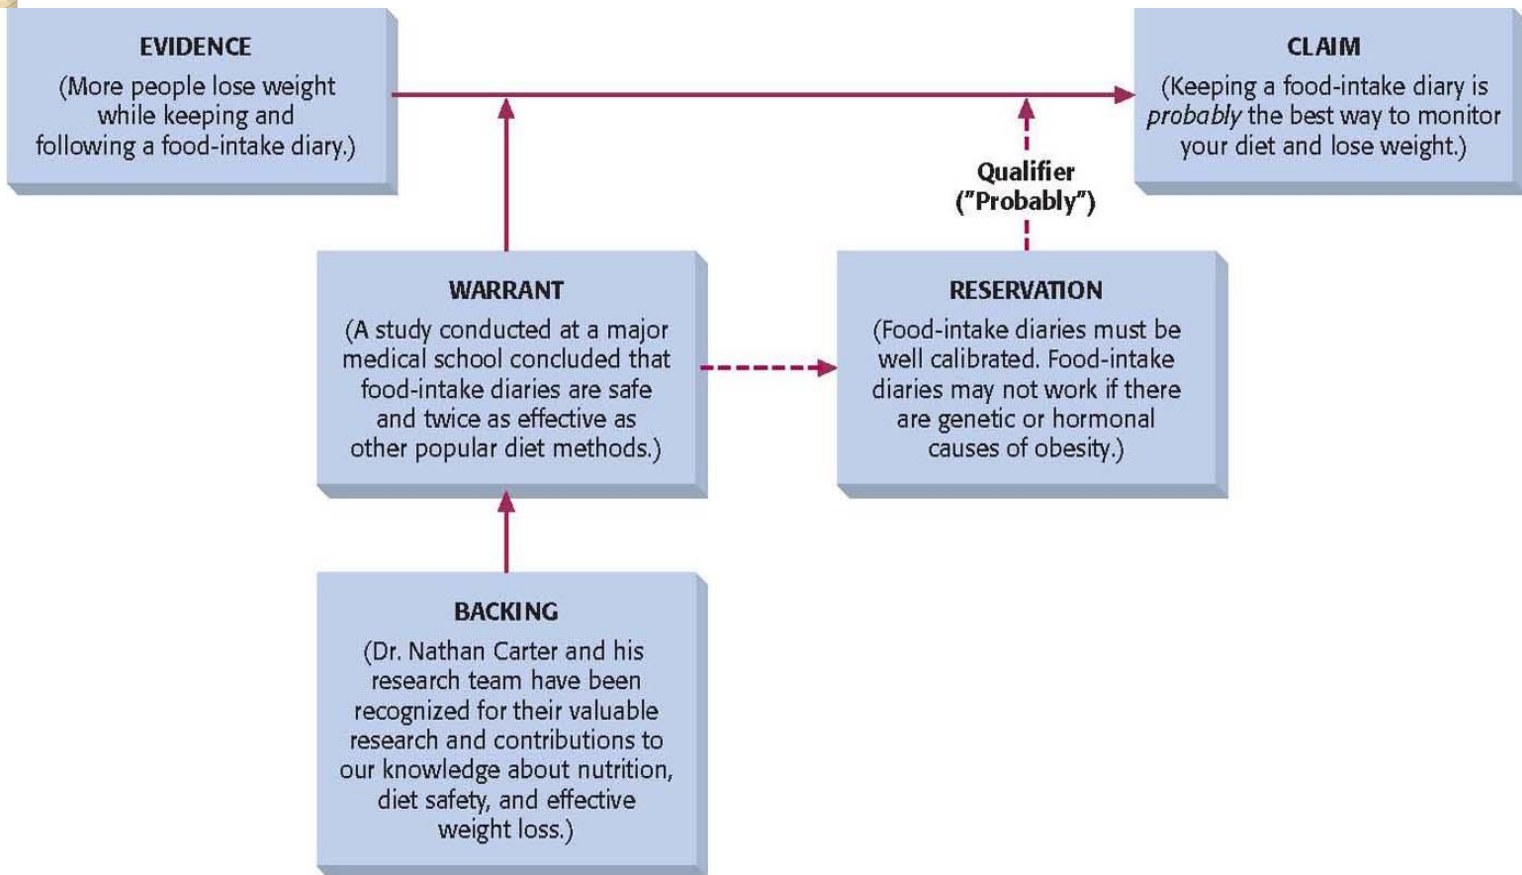 EVIDENCE
(More people lose weight
while keeping and
following a food-intake diary.)
CLAIM
(Keeping a food-intake diary is
probably the best way to monitor
your diet and lose weight.)
Qualifier
("Probably")
WARRANT
(A study conducted at a major
medical school concluded that
food-intake diaries are safe
and twice as effective as
other popular diet methods.)
RESERVATION
(Food-intake diaries must be
well calibrated. Food-intake
diaries may not work if there
are genetic or hormonal
causes of obesity.)
BACKING
(Dr. Nathan Carter and his
research team have been
recognized for their valuable
research and contributions to
our knowledge about nutrition,
diet safety, and effective
weight loss.)